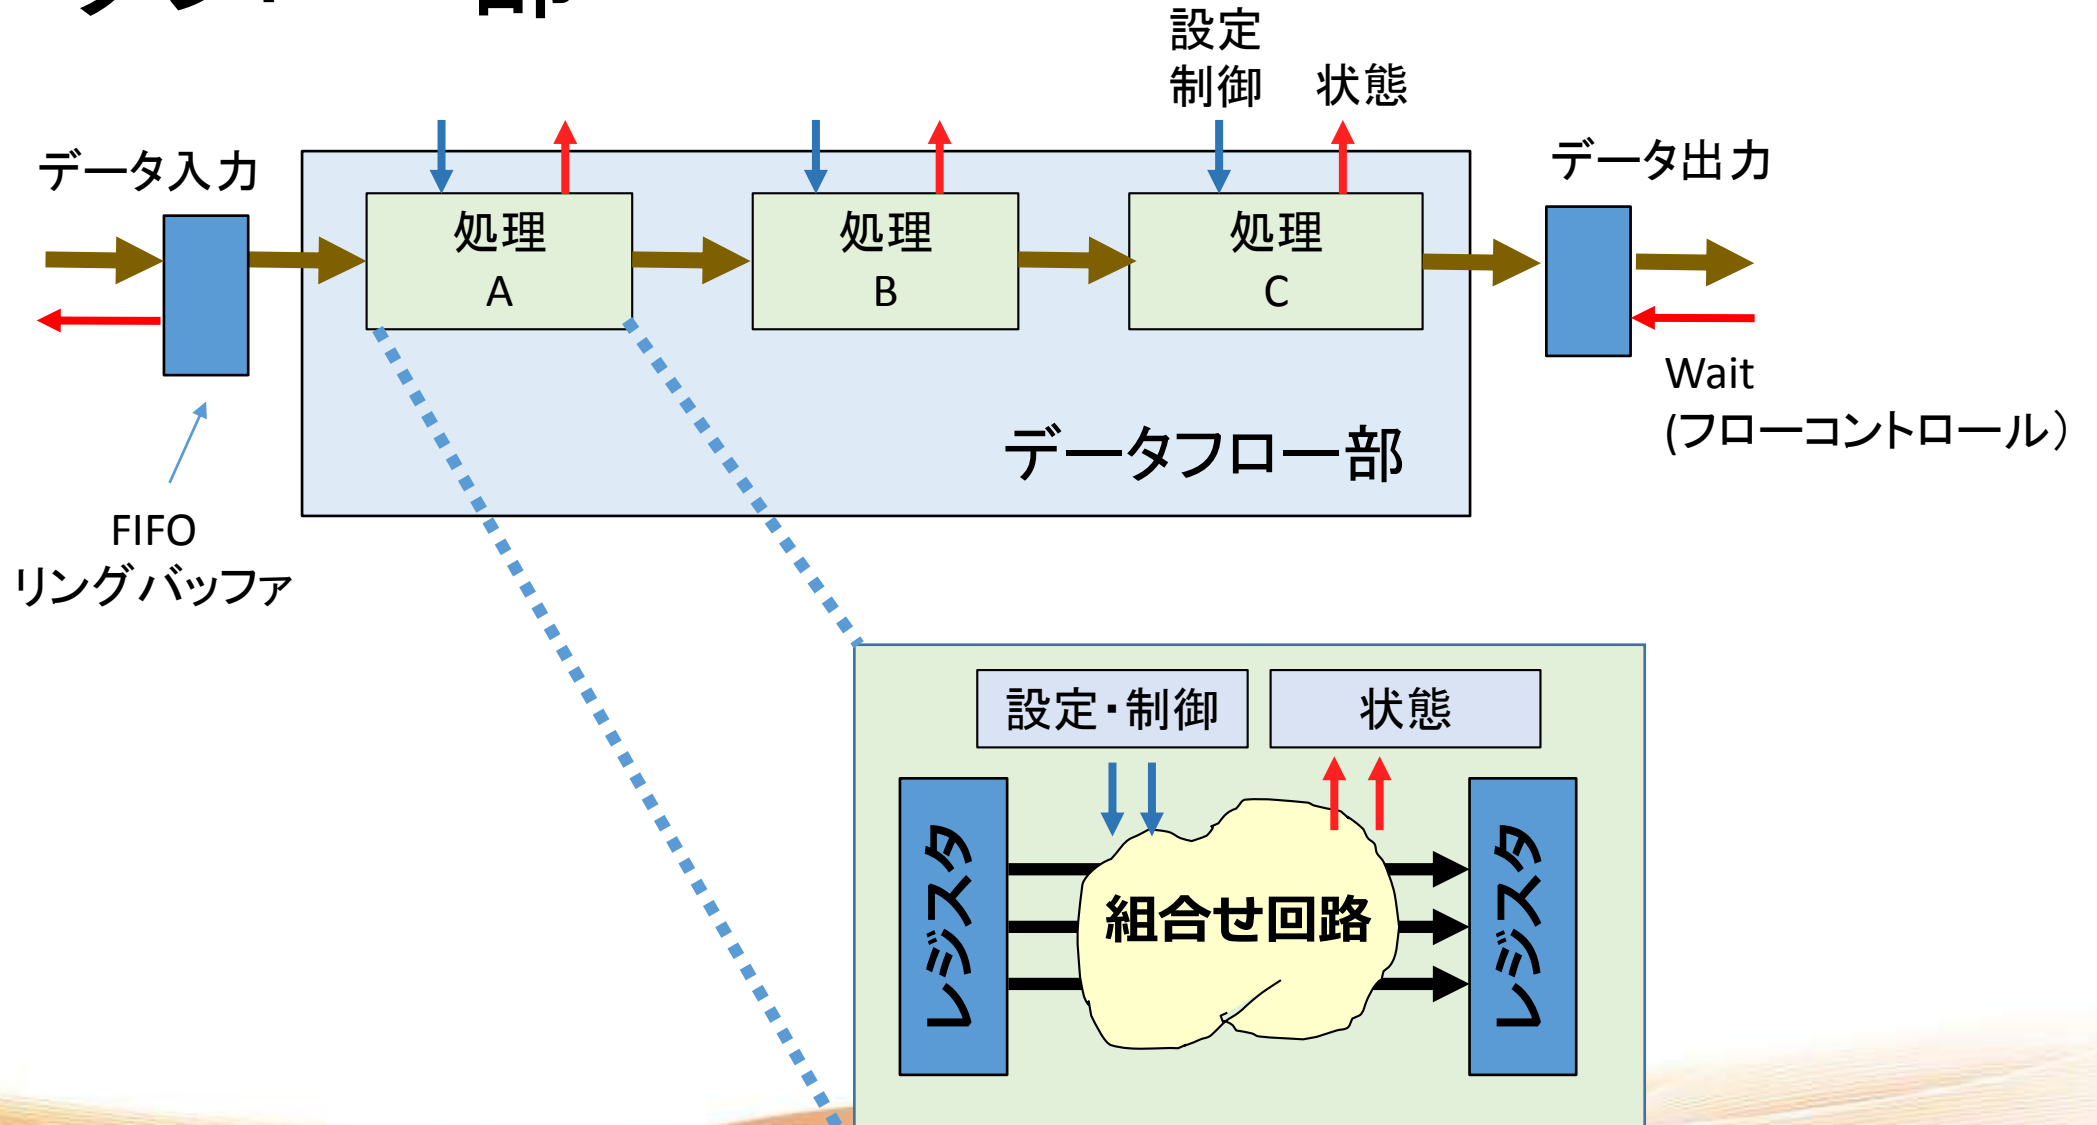 設定
制御
状態
データ入力
データ出力
処理
A
処理
B
処理
C
Wait
(フローコントロール）
データフロー部
FIFO
リングバッファ
設定・制御
状態
レジスタ
組合せ回路
レジスタ